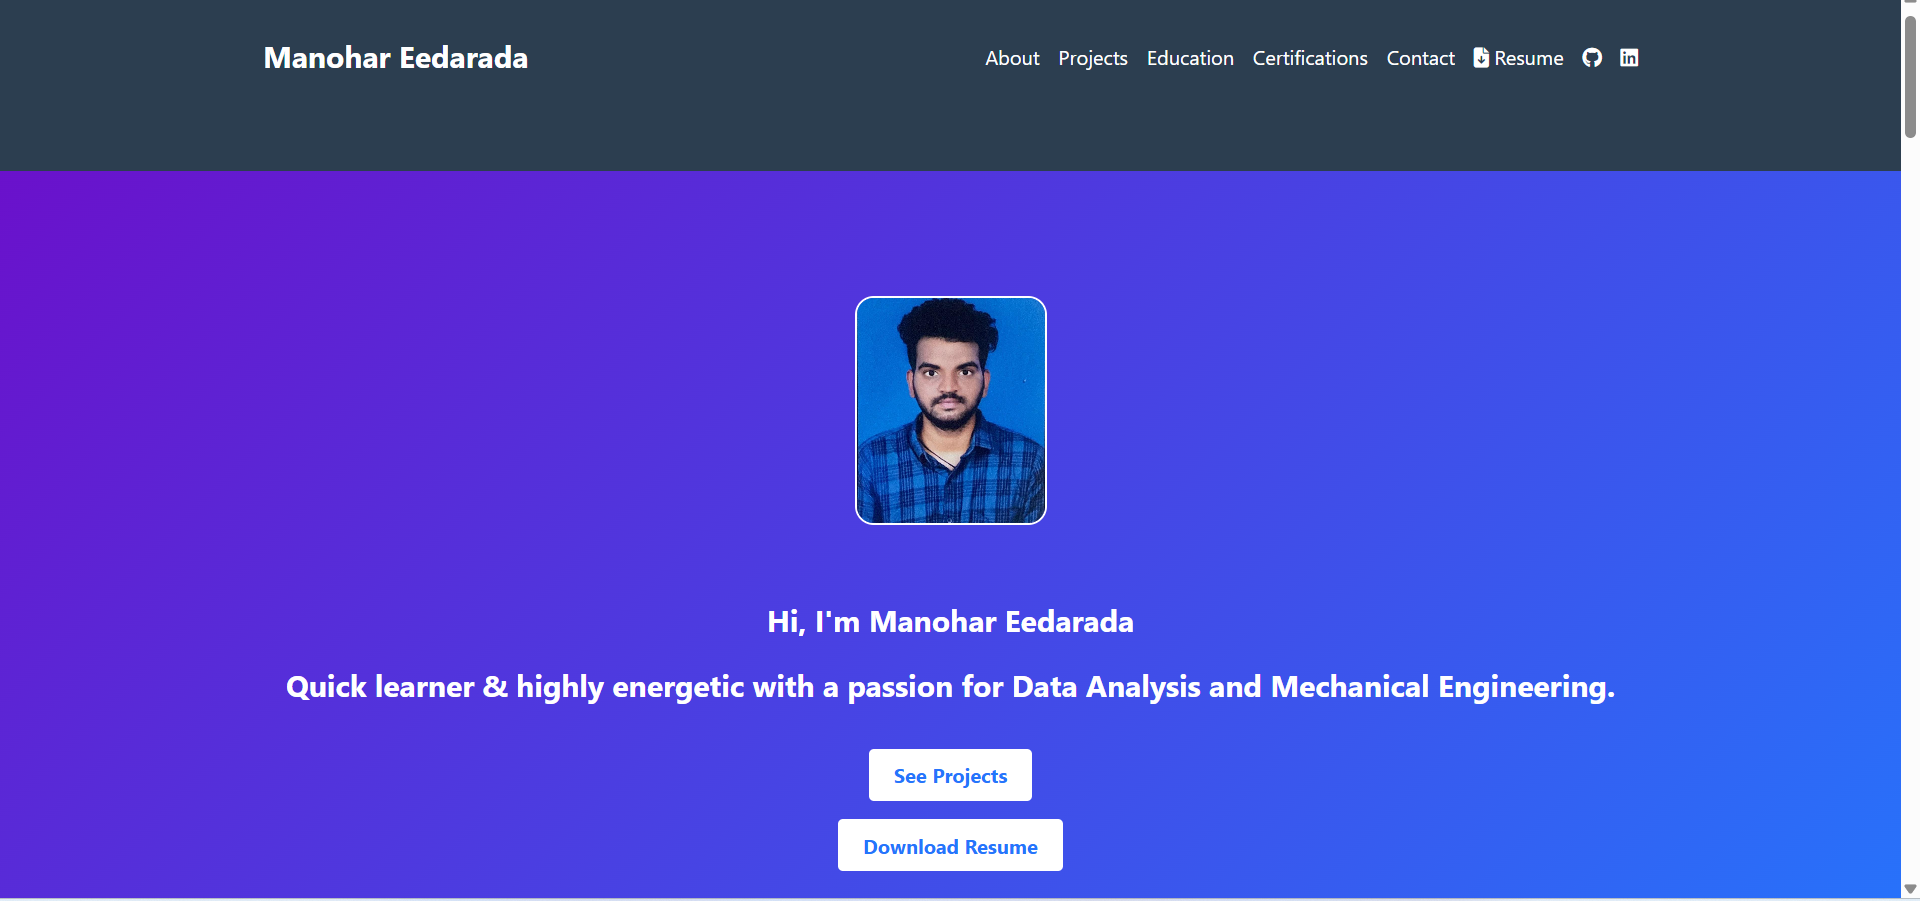 Manohar Eedarada
About Projects Education Certifications Contact Resume
Hi, I'm Manohar Eedarada
Quick learner & highly energetic with a passion for Data Analysis and Mechanical Engineering.
See Projects
Download Resume